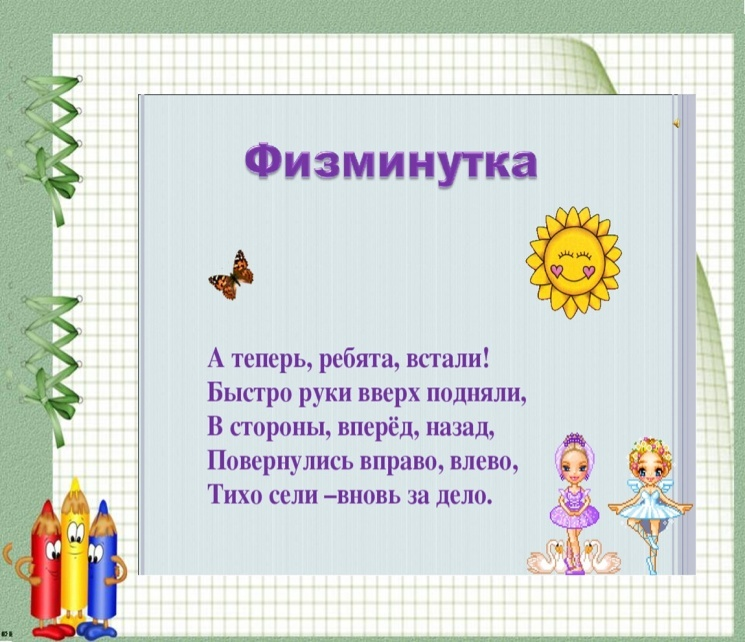 Физминутка
А теперь, ребята, встали!
Быстро руки вверх подняли,
В стороны, вперёд, назад,
Повернулись вправо, влево,
Тихо сели –вновь за дело.